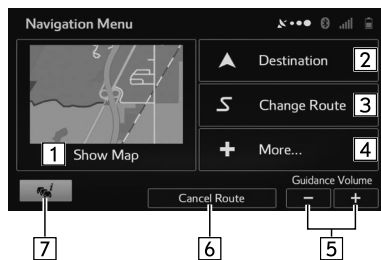 Navigation Menu
Destination 2
Change Route 3
1 Show Map
More... 4
Guidance Volume
Cancel Route - +
7 6 5